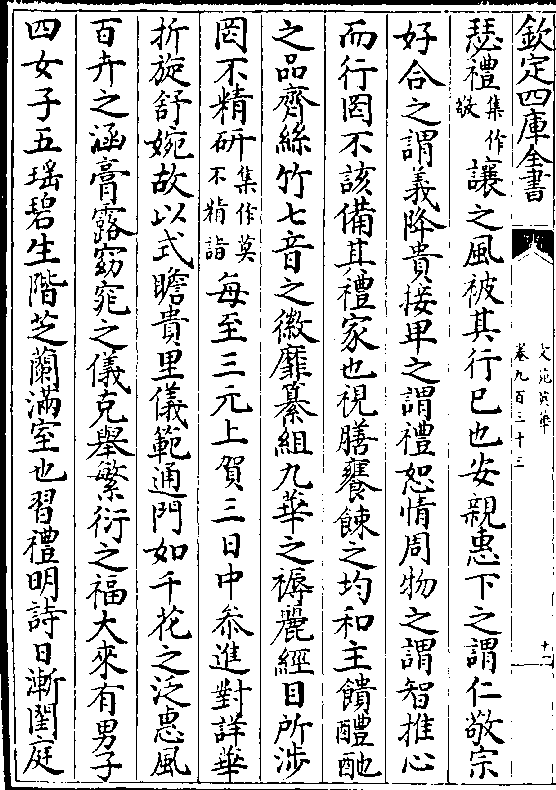 欽定四庫全書
文苑英華
卷九百三十三
十二
瑟禮集作敬讓之風被其行已也安親惠下之謂仁敬宗
好合之謂義降貴接卑之謂禮恕情周物之謂智推心
而行罔不該備其禮家也視膳饔餗之均和主饋醴酏
之品齊絲竹七音之徽靡纂組九華之褥麗經目所涉
罔不精研集作莫不精詣每至三元上賀三日中叅進對詳華
折旋舒婉故以式瞻貴里儀範通門如千花之泛惠風
百卉之涵膏露窈窕之儀克舉繁衍之福大來有男子
四女子五瑶碧生階芝蘭滿室也習禮明詩日漸閨庭